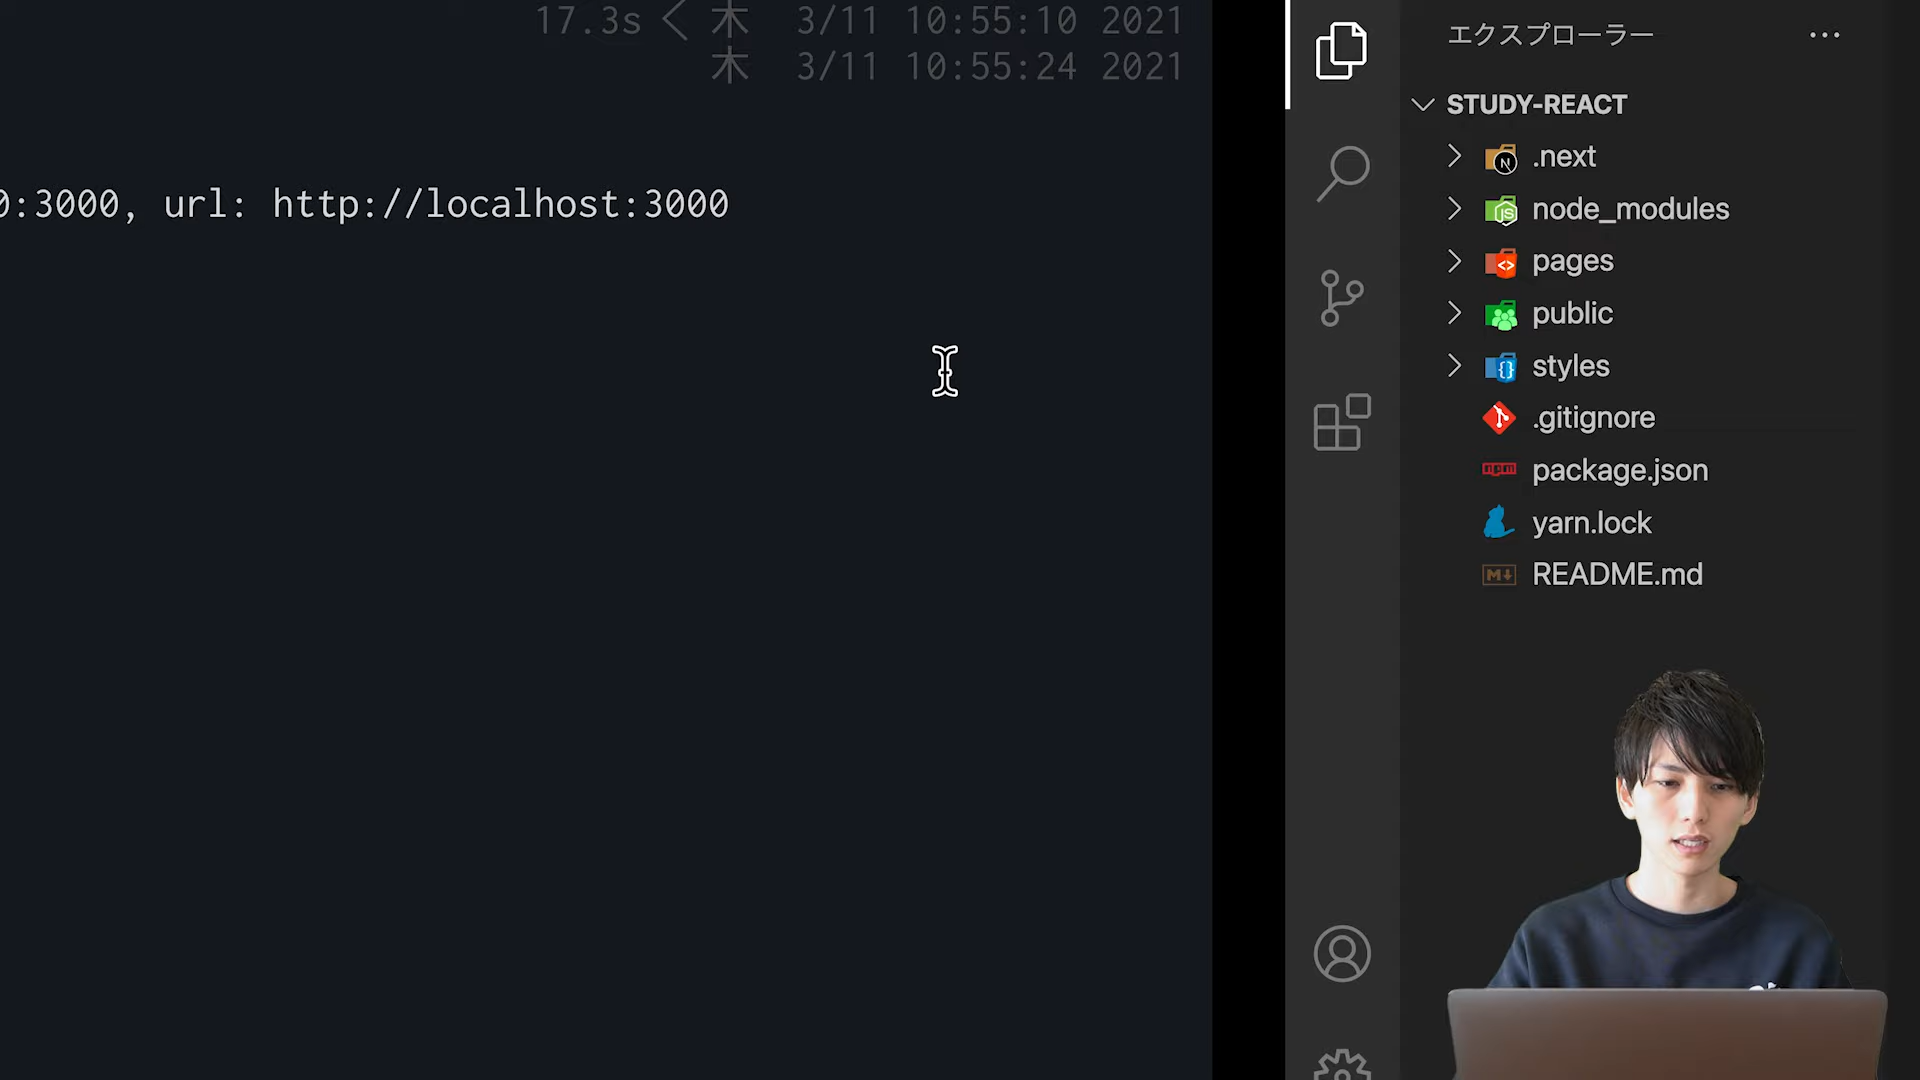 17.3s < 木 3/11 10:55:10 2021
木 3/11 10:55:24 2021
0:3000, url: http://localhost:3000
エクスプローラー
STUDY-REACT
.next
node_modules
pages
public
styles
.gitignore
package.json
yarn.lock
README.md